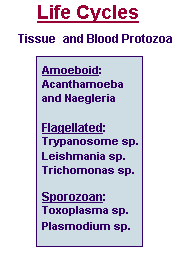 Life Cycles
Tissue and Blood Protozoa
Amoeboid:
Acanthamoeba
and Naegleria
Flagellated:
Trypanosome sp.
Leishmania sp.
Trichomonas sp.
Sporozoan:
Toxoplasma sp.
Plasmodium sp.